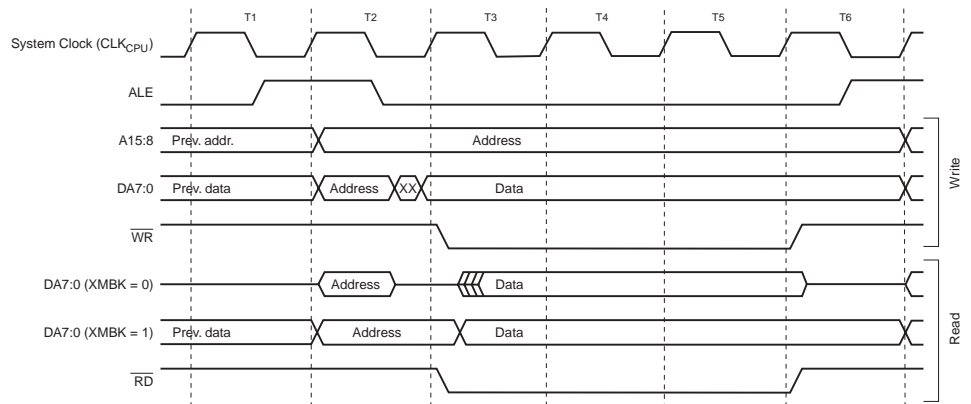 T1 T2 T3 T4 T5 T6
System Clock (CLKCPU)
ALE
A15:8 Prev. addr. Address
DA7:0 Prev. data Address XX Data
WR
Write
DA7:0 (XMBK = 0) Address Data
DA7:0 (XMBK = 1) Prev. data Address Data
RD
Read